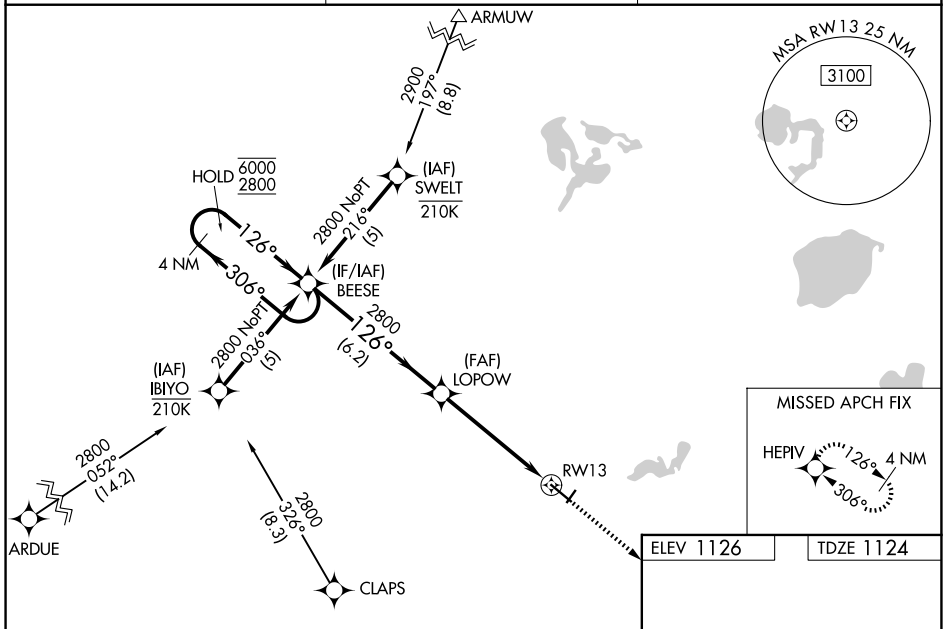 ARMUW
2900
197°
(8.8)
MSA RW13 25 NM
3100
HOLD 6000
2800
(IAF)
SWELT
210K
2800 NoPT
216°
(5)
126°
4 NM
306°
(IF/IAF)
BEESE
2800 NoPT
036°
(5)
2800
126°
(6.2)
(IAF)
IBIYO
210K
(FAF)
LOPOW
MISSED APCH FIX
HEPIV
126°
4 NM
306°
2800
052°
(14.2)
RW13
ARDUE
2800
326°
(8.3)
CLAPS
ELEV 1126
TDZE 1124